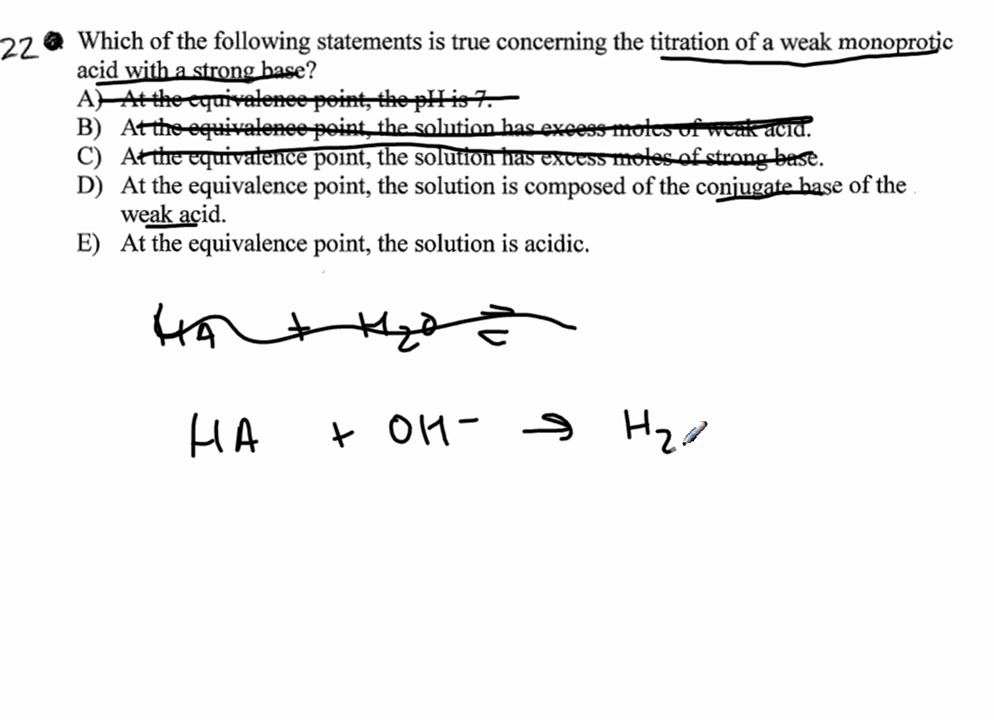 22 Which of the following statements is true concerning the titration of a weak monoprotic
acid with a strong base?
A) At the equivalence point, the pH is 7.
B) At the equivalence point, the solution has excess moles of weak acid.
C) At the equivalence point, the solution has excess moles of strong base.
D) At the equivalence point, the solution is composed of the conjugate base of the
weak acid.
E) At the equivalence point, the solution is acidic.
HA + H₂O ⇌
HA + OH⁻ → H₂